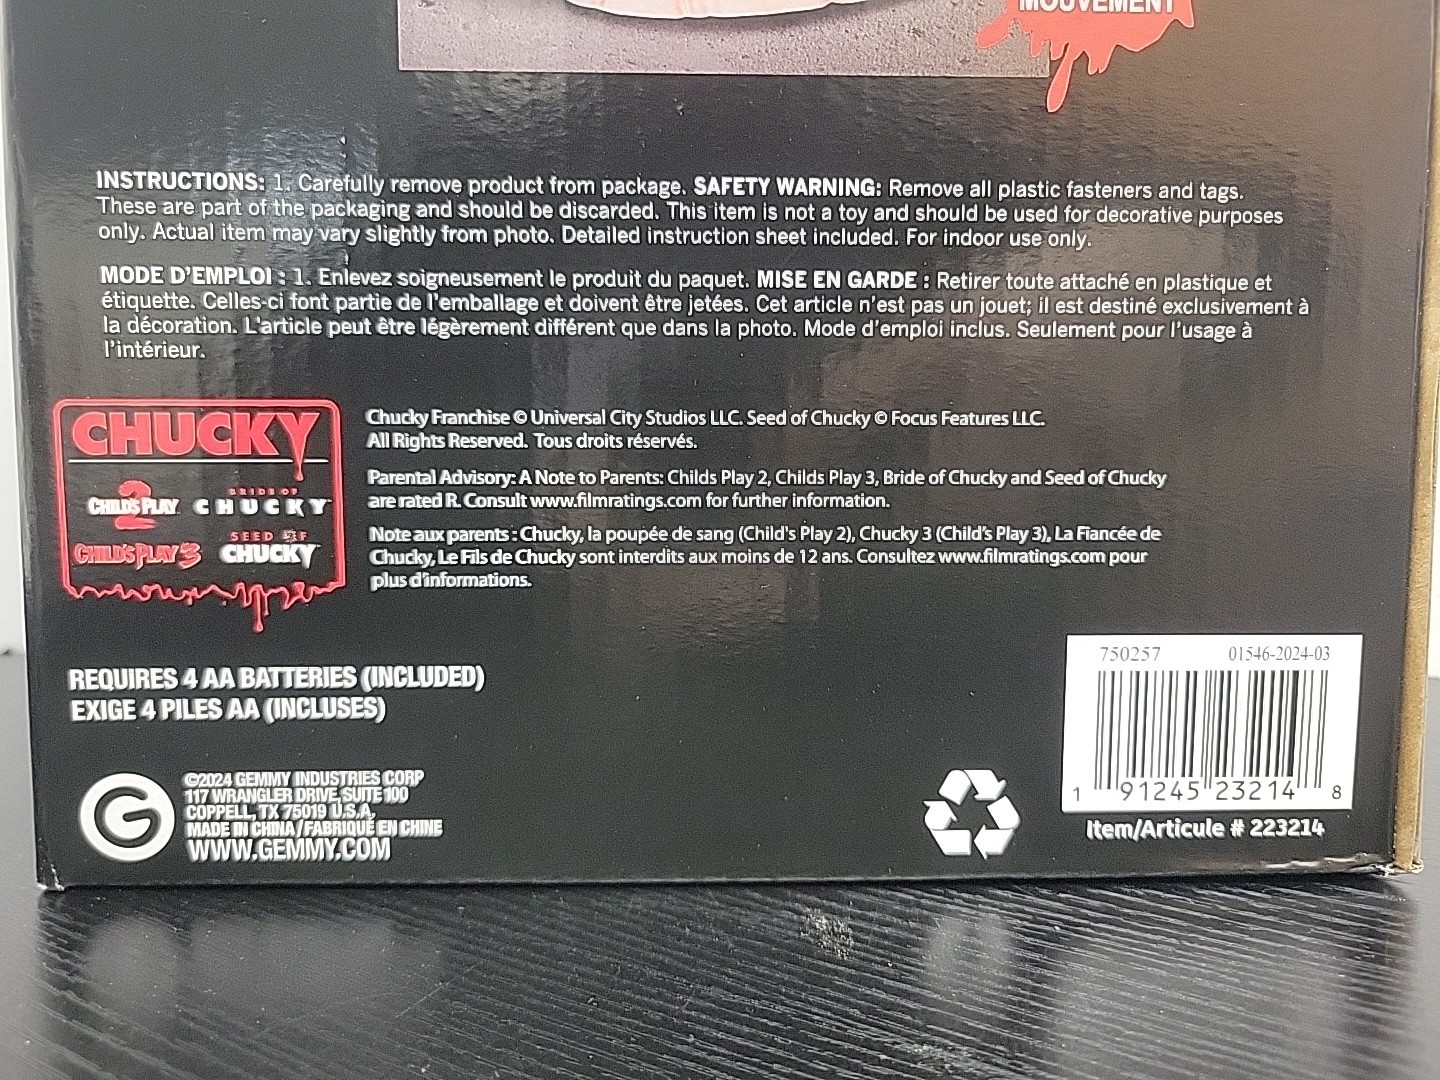 MOUVEMENT
INSTRUCTIONS: 1. Carefully remove product from package. SAFETY WARNING: Remove all plastic fasteners and tags.
These are part of the packaging and should be discarded. This item is not a toy and should be used for decorative purposes
only. Actual item may vary slightly from photo. Detailed instruction sheet included. For indoor use only.
MODE D'EMPLOI : 1. Enlevez soigneusement le produit du paquet. MISE EN GARDE : Retirer toute attaché en plastique et
étiquette. Celles-ci font partie de l'emballage et doivent être jetées. Cet article n'est pas un jouet; il est destiné exclusivement à
la décoration. L'article peut être légèrement différent que dans la photo. Mode d'emploi inclus. Seulement pour l'usage à
l'intérieur.
CHUCKY
CHILD'S PLAY 2
BRIDE OF
CHUCKY
CHILD'S PLAY 3
SEED OF
CHUCKY
Chucky Franchise © Universal City Studios LLC. Seed of Chucky © Focus Features LLC.
All Rights Reserved. Tous droits réservés.
Parental Advisory: A Note to Parents: Childs Play 2, Childs Play 3, Bride of Chucky and Seed of Chucky
are rated R. Consult www.filmratings.com for further information.
Note aux parents : Chucky, la poupée de sang (Child's Play 2), Chucky 3 (Child's Play 3), La Fiancée de
Chucky, Le Fils de Chucky sont interdits aux moins de 12 ans. Consultez www.filmratings.com pour
plus d'informations.
REQUIRES 4 AA BATTERIES (INCLUDED)
EXIGE 4 PILES AA (INCLUSES)
G
©2024 GEMMY INDUSTRIES CORP
117 WRANGLER DRIVE, SUITE 100
COPPELL, TX 75019 U.S.A.
MADE IN CHINA/FABRIQUÉ EN CHINE
WWW.GEMMY.COM
750257 01546-2024-03
1 91245 23214 8
Item/Articule # 223214